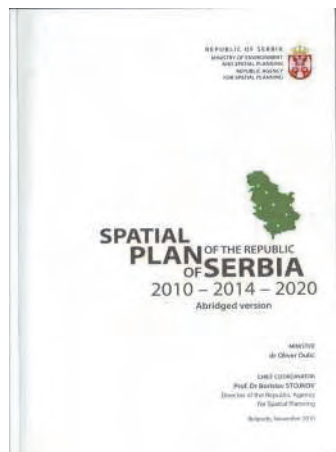 REPUBLIC OF SERBIA
MINISTRY OF ENVIRONMENT
AND SPATIAL PLANNING
REPUBLIC AGENCY
FOR SPATIAL PLANNING
SPATIAL
PLAN OF THE REPUBLIC
OF SERBIA
2010 – 2014 – 2020
Abridged version
MINISTER
dr Oliver Dulić
CHIEF COORDINATOR
Prof. Dr Borislav STOJKOV
Director of the Republic Agency
for Spatial Planning
Belgrade, November 2010